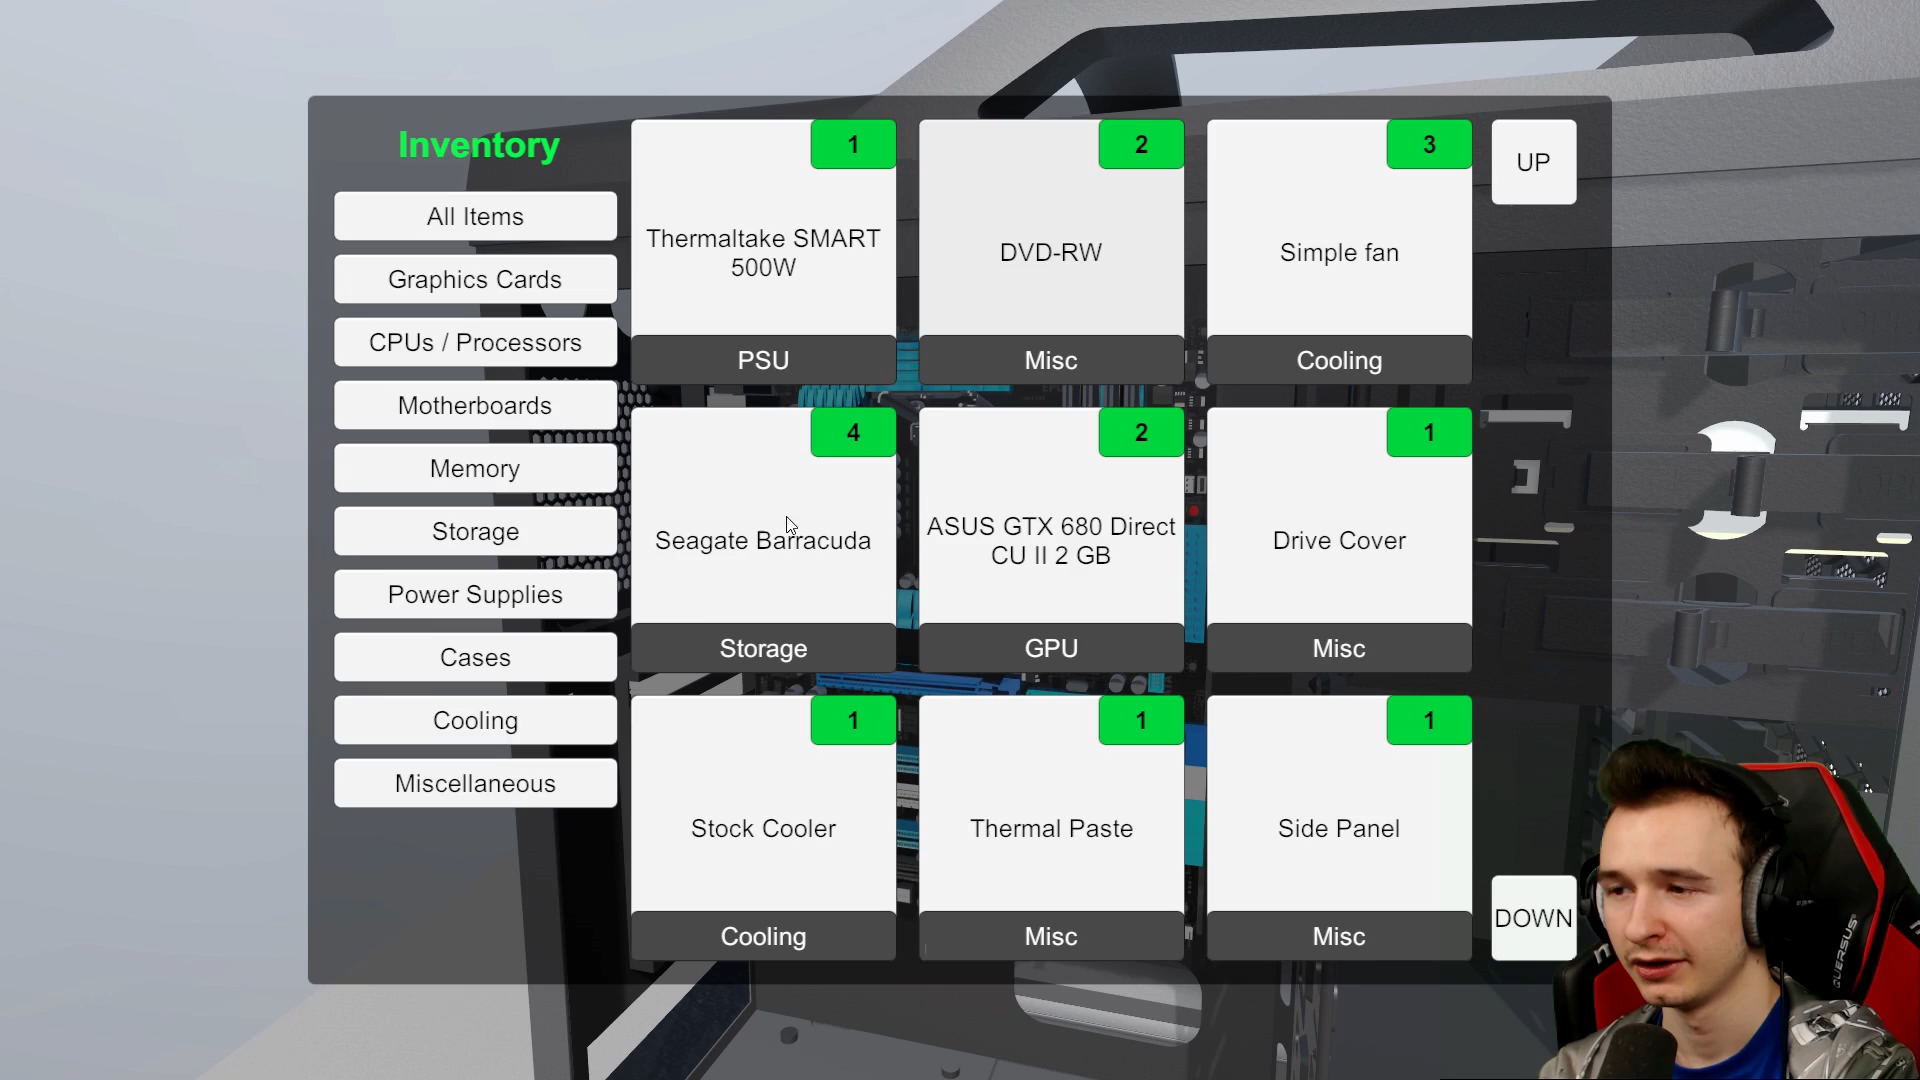 Inventory
All Items
Graphics Cards
CPUs / Processors
Motherboards
Memory
Storage
Power Supplies
Cases
Cooling
Miscellaneous
1
Thermaltake SMART
500W
PSU
2
DVD-RW
Misc
3
Simple fan
Cooling
4
Seagate Barracuda
Storage
2
ASUS GTX 680 Direct
CU II 2 GB
GPU
1
Drive Cover
Misc
1
Stock Cooler
Cooling
1
Thermal Paste
Misc
1
Side Panel
Misc
UP
DOWN
QUERSUS